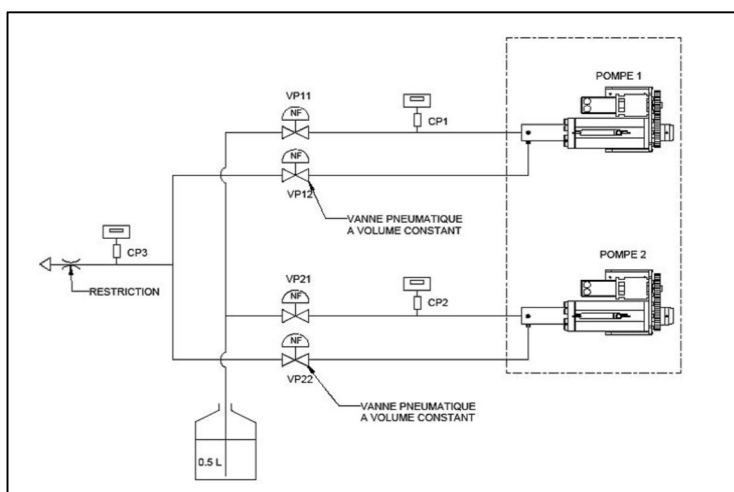 POMPE 1
VP11
NF
CP1
NF
VP12
VANNE PNEUMATIQUE
A VOLUME CONSTANT
CP3
RESTRICTION
POMPE 2
VP21
NF
CP2
NF
VP22
VANNE PNEUMATIQUE
A VOLUME CONSTANT
0.5 L